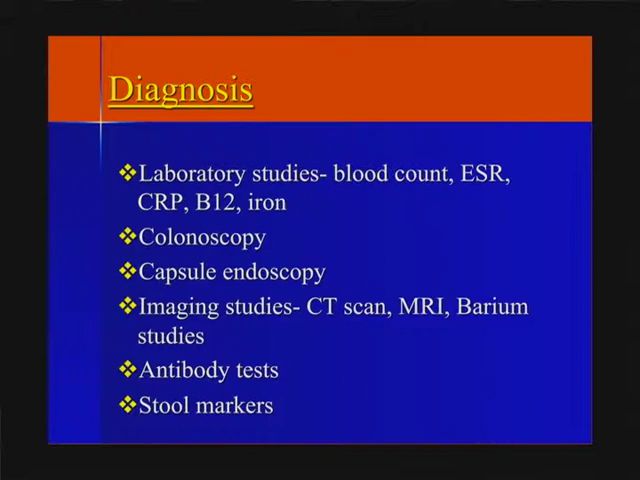 Diagnosis
❖Laboratory studies- blood count, ESR,
CRP, B12, iron
❖Colonoscopy
❖Capsule endoscopy
❖Imaging studies- CT scan, MRI, Barium
studies
❖Antibody tests
❖Stool markers